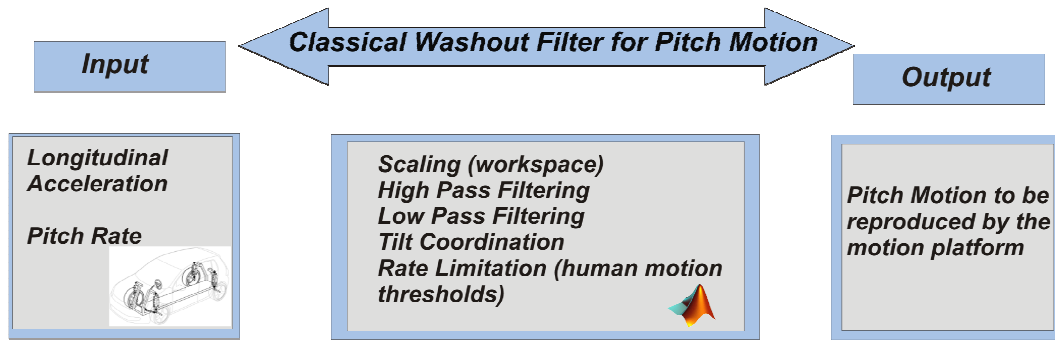 Classical Washout Filter for Pitch Motion
Input
Output
Longitudinal
Acceleration
Pitch Rate
Scaling (workspace)
High Pass Filtering
Low Pass Filtering
Tilt Coordination
Rate Limitation (human motion
thresholds)
Pitch Motion to be
reproduced by the
motion platform